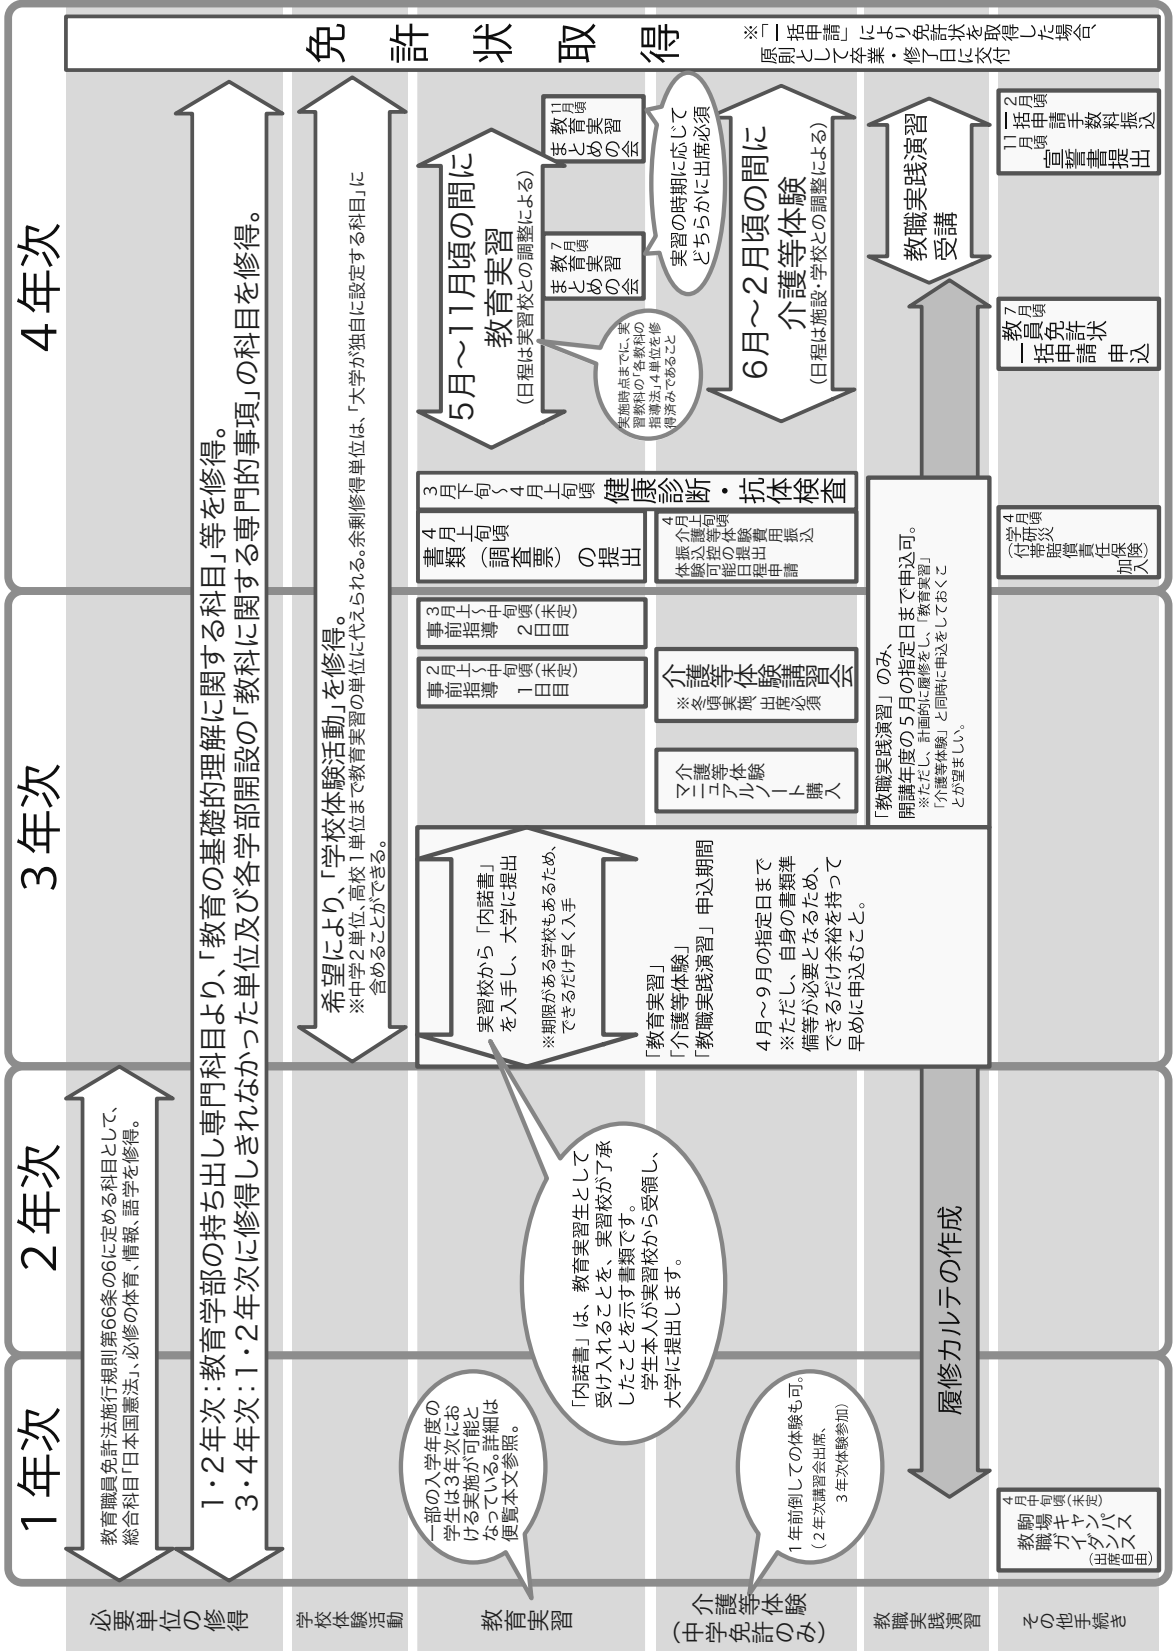 1年次
2年次
3年次
4年次
必要単位の修得
教育職員免許法施行規則第66条の6に定める科目として、
総合科目「日本国憲法」、必修の体育、情報、語学を修得。
1・2年次：教育学部の持ち出し専門科目より、「教育の基礎的理解に関する科目」等を修得。
3・4年次：1・2年次に修得しきれなかった単位及び各学部開設の「教科に関する専門的事項」の科目を修得。
学校体験活動
希望により、「学校体験活動」を修得。
※中学2単位、高校1単位まで教育実習の単位に代えられる。余剰修得単位は、「大学が独自に設定する科目」に
含めることができる。
教育実習
一部の入学年度の
学生は3年次にお
ける実施が可能と
なっている。詳細は
便覧本文参照。
「内諾書」は、教育実習生として
受け入れることを、実習校が了承
したことを示す書類です。
学生本人が実習校から受領し、
大学に提出します。
実習校から「内諾書」
を入手し、大学に提出
※期限がある学校もあるため、
できるだけ早く入手
「教育実習」
「介護等体験」
「教職実践演習」申込期間
4月～9月の指定日まで
※ただし、自身の書類準
備等が必要となるため、
できるだけ余裕を持って
早めに申込むこと。
2月上～中旬頃(未定)
事前指導 1日目
3月上～中旬頃(未定)
事前指導 2日目
4月上旬頃
書類（調査票）の提出
3月下旬～4月上旬頃 健康診断・抗体検査
5月～11月頃の間に
教育実習
(日程は実習校との調整による)
実施時点までに、実
習教科の「各教科の
指導法」4単位を修
得済みであること
7月頃
教育実習
まとめの会
11月頃
教育実習
まとめの会
実習の時期に応じて
どちらかに出席必須
介護等体験
(中学免許のみ)
1年前倒しての体験も可。
(2年次講習会出席、
3年次体験参加)
介護等体験
マニュアルノート購入
介護等体験講習会
※冬頃実施 出席必須
4月上旬頃
介護等体験費用振込
振込控の提出
体験可能日程申請
6月～2月頃の間に
介護等体験
(日程は施設・学校との調整による)
教職実践演習
履修カルテの作成
「教職実践演習」のみ、
開講年度の5月の指定日まで申込可。
※ただし、計画的に履修をし、「教育実習」
「介護等体験」と同時に申込をしておくこ
とが望ましい。
教職実践演習
受講
その他手続き
4月中旬頃(未定)
教職ガイダンス
駒場キャンパス
(出席自由)
4月頃
学研災
(付帯賠償責任保険)
加入
7月頃
教員免許状
一括申請 申込
11月頃
宣誓書提出
2月頃
一括申請手数料振込
免許状取得
※「一括申請」により免許状を取得した場合、
原則として卒業・修了日に交付